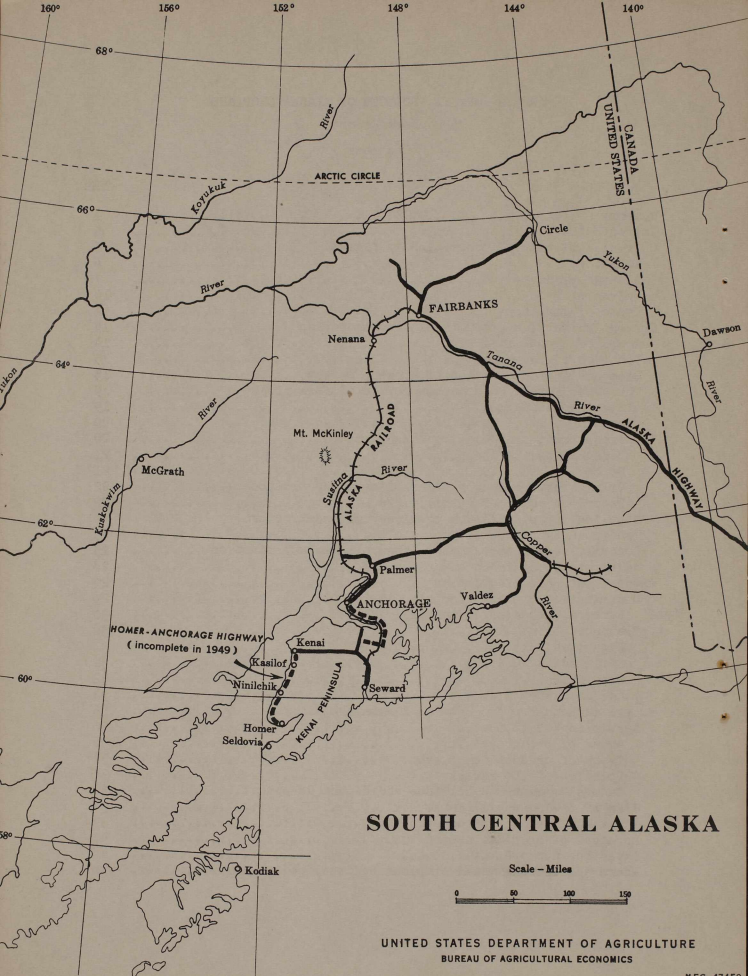 160°
156°
152°
148°
144°
140°
68°
River
CANADA
UNITED STATES
ARCTIC CIRCLE
Koyukuk
66°
Circle
Yukon
River
FAIRBANKS
Nenana
Dawson
64°
Tanana
River
Yukon
River
River
ALASKA
HIGHWAY
Mt. McKinley
RAILROAD
McGrath
River
Susitna
ALASKA
Kuskokwim
62°
Copper
Palmer
Valdez
ANCHORAGE
River
HOMER-ANCHORAGE HIGHWAY
( incomplete in 1949 )
Kenai
Kasilof
60°
Ninilchik
Seward
KENAI PENINSULA
Homer
Seldovia
SOUTH CENTRAL ALASKA
58°
Kodiak
Scale – Miles
0 50 100 150
UNITED STATES DEPARTMENT OF AGRICULTURE
BUREAU OF AGRICULTURAL ECONOMICS